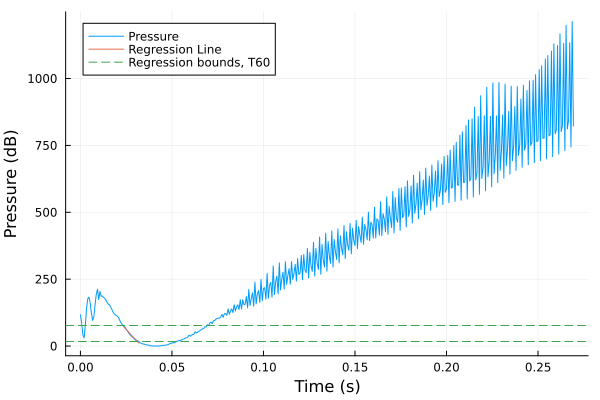 Pressure
Regression Line
Regression bounds, T60
1000
750
500
250
0
Pressure (dB)
0.00
0.05
0.10
0.15
0.20
0.25
Time (s)